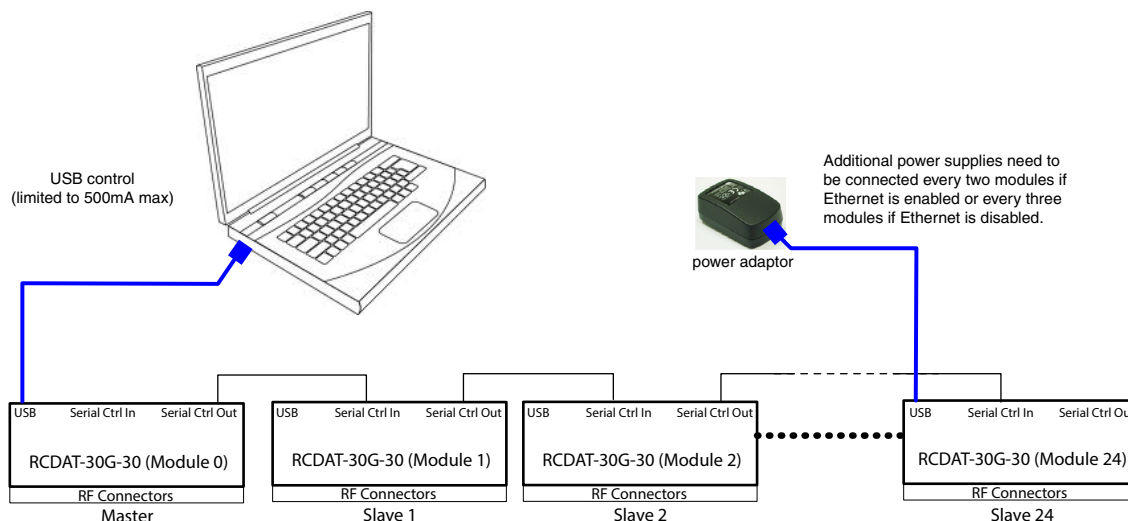 USB control
(limited to 500mA max)
Additional power supplies need to
be connected every two modules if
Ethernet is enabled or every three
modules if Ethernet is disabled.
power adaptor
USB Serial Ctrl In Serial Ctrl Out
RCDAT-30G-30 (Module 0)
RF Connectors
Master
USB Serial Ctrl In Serial Ctrl Out
RCDAT-30G-30 (Module 1)
RF Connectors
Slave 1
USB Serial Ctrl In Serial Ctrl Out
RCDAT-30G-30 (Module 2)
RF Connectors
Slave 2
USB Serial Ctrl In Serial Ctrl Out
RCDAT-30G-30 (Module 24)
RF Connectors
Slave 24